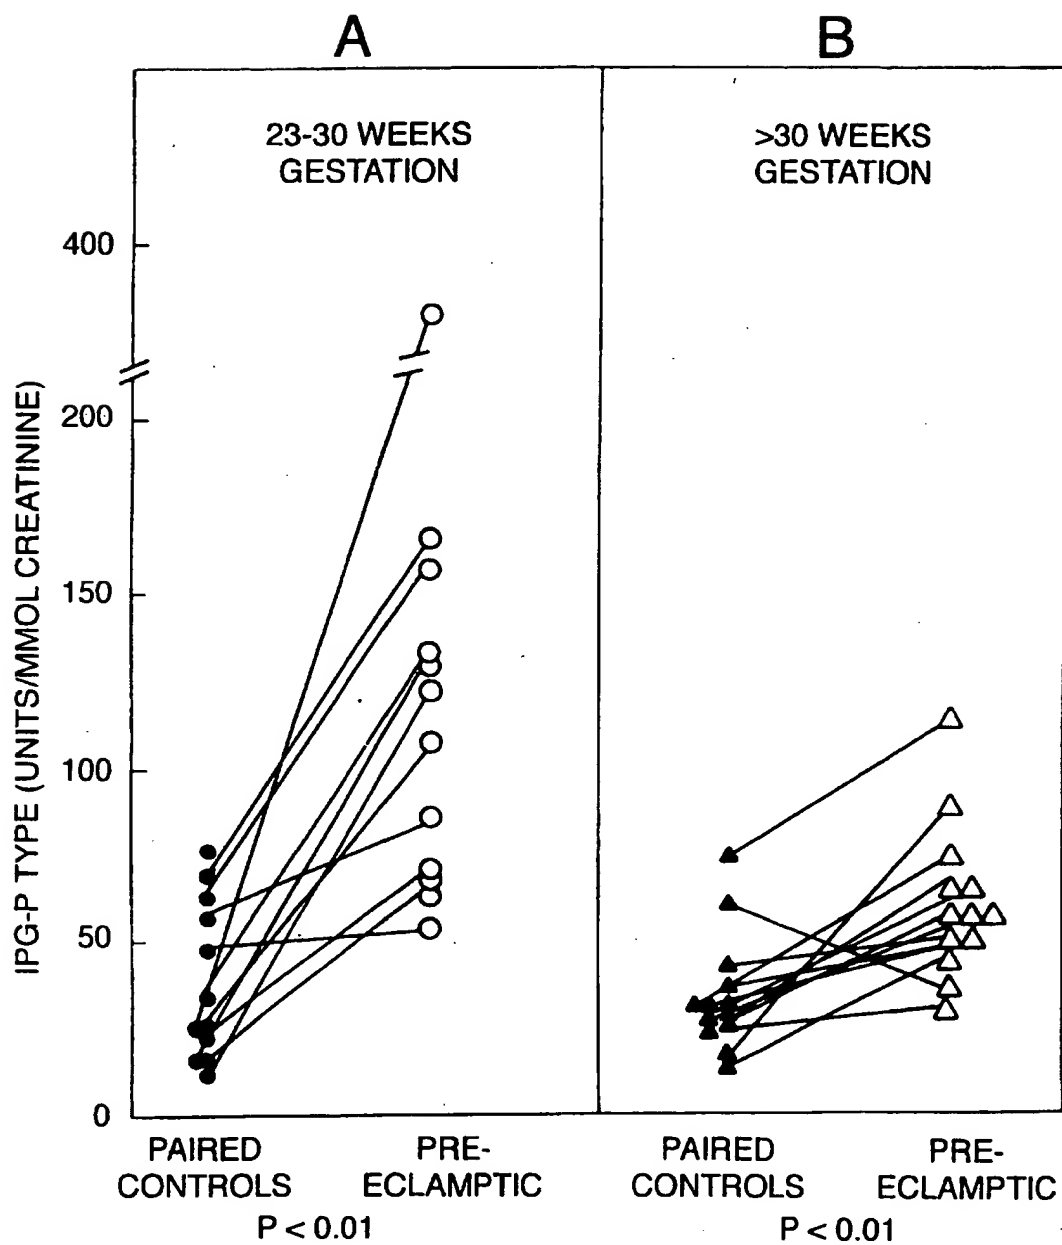 A
B
23-30 WEEKS
GESTATION
>30 WEEKS
GESTATION
400
200
150
100
50
0
IPG-P TYPE (UNITS/MMOL CREATININE)
PAIRED
CONTROLS
PRE-
ECLAMPTIC
PAIRED
CONTROLS
PRE-
ECLAMPTIC
P < 0.01
P < 0.01